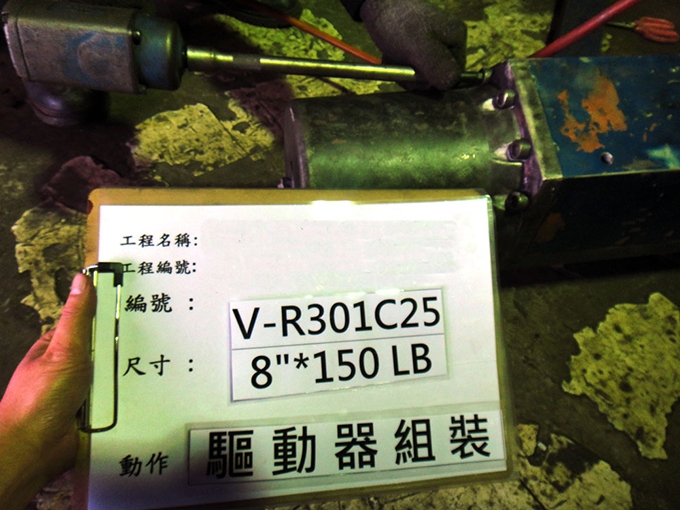 工程名稱:
工程編號:
編號 : V-R301C25
尺寸 : 8"*150 LB
動作 驅動器組裝